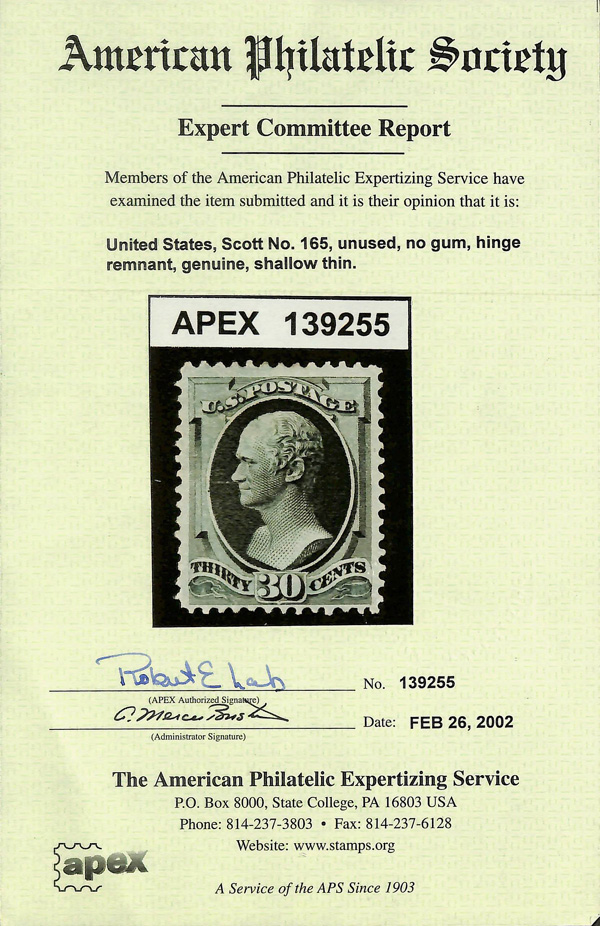 American Philatelic Society
Expert Committee Report
Members of the American Philatelic Expertizing Service have
examined the item submitted and it is their opinion that it is:
United States, Scott No. 165, unused, no gum, hinge
remnant, genuine, shallow thin.
APEX 139255
U.S. POSTAGE
THIRTY 30 CENTS
Robert E
No. 139255
(APEX Authorized Signature)
Date: FEB 26, 2002
(Administrator Signature)
The American Philatelic Expertizing Service
P.O. Box 8000, State College, PA 16803 USA
Phone: 814-237-3803 • Fax: 814-237-6128
Website: www.stamps.org
apex
A Service of the APS Since 1903